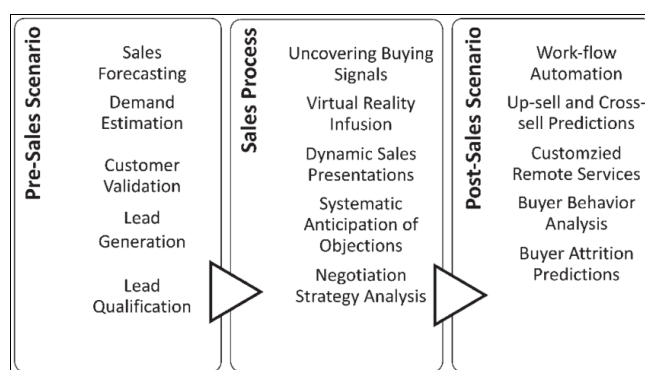 Pre-Sales Scenario
Sales
Forecasting
Demand
Estimation
Customer
Validation
Lead
Generation
Lead
Qualification
Sales Process
Uncovering Buying
Signals
Virtual Reality
Infusion
Dynamic Sales
Presentations
Systematic
Anticipation of
Objections
Negotiation
Strategy Analysis
Post-Sales Scenario
Work-flow
Automation
Up-sell and Cross-
sell Predictions
Customzied
Remote Services
Buyer Behavior
Analysis
Buyer Attrition
Predictions